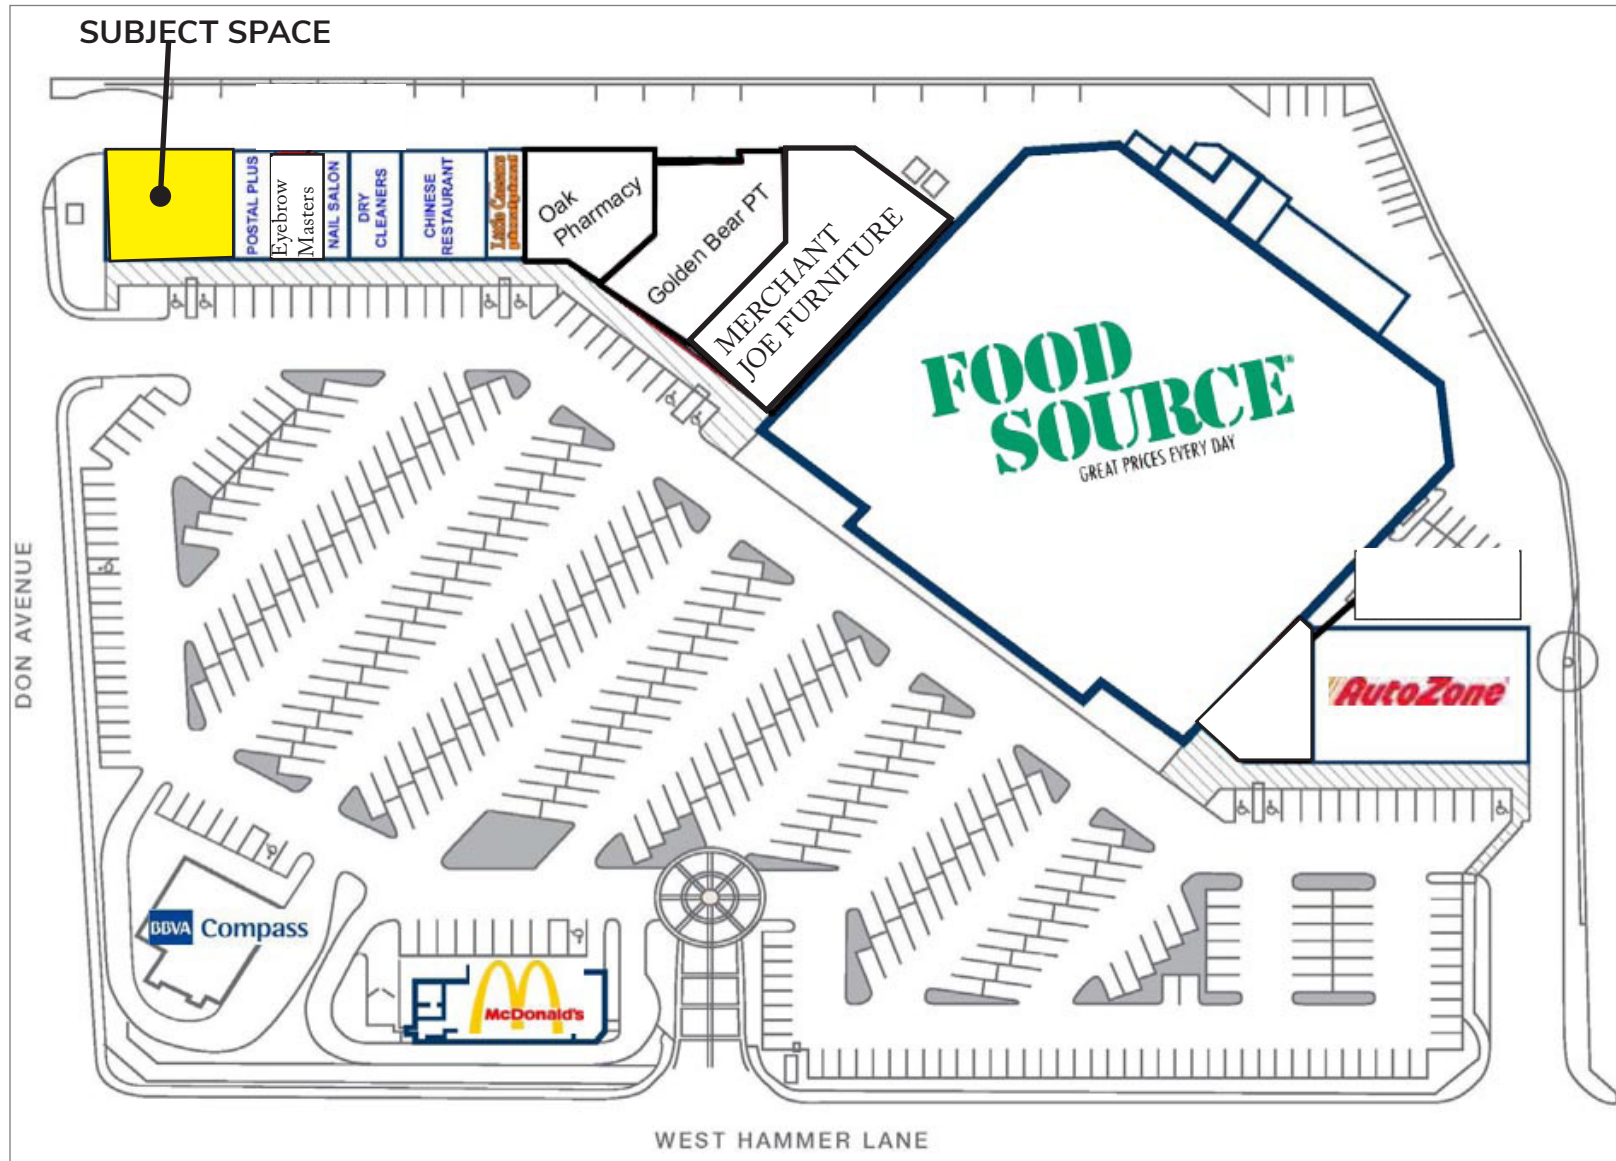 SUBJECT SPACE
POSTAL PLUS
Eyebrow
Masters
NAIL SALON
DRY
CLEANERS
CHINESE
RESTAURANT
Little Caesars
Oak
Pharmacy
Golden Bear PT
MERCHANT
JOE FURNITURE
FOOD
SOURCE
GREAT PRICES EVERY DAY
AutoZone
DON AVENUE
BBVA Compass
McDonald's
WEST HAMMER LANE